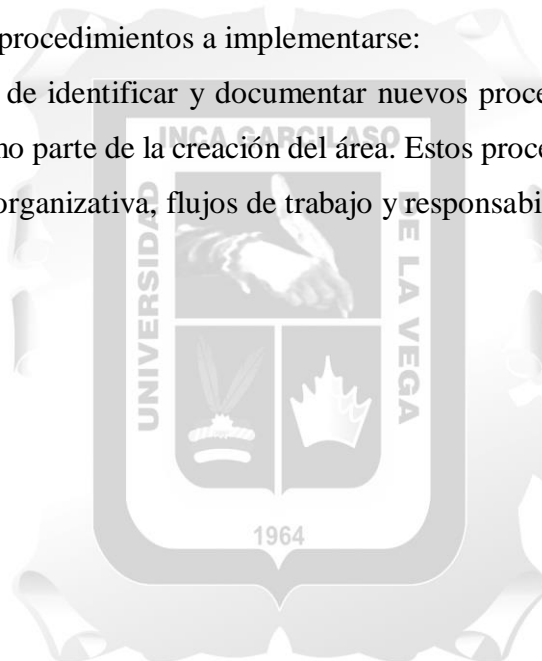 procedimientos a implementarse:
de identificar y documentar nuevos proce
no parte de la creación del área. Estos proce
organizativa, flujos de trabajo y responsabi
INCA GARCILASO
UNIVERSIDAD
DE LA VEGA
1964